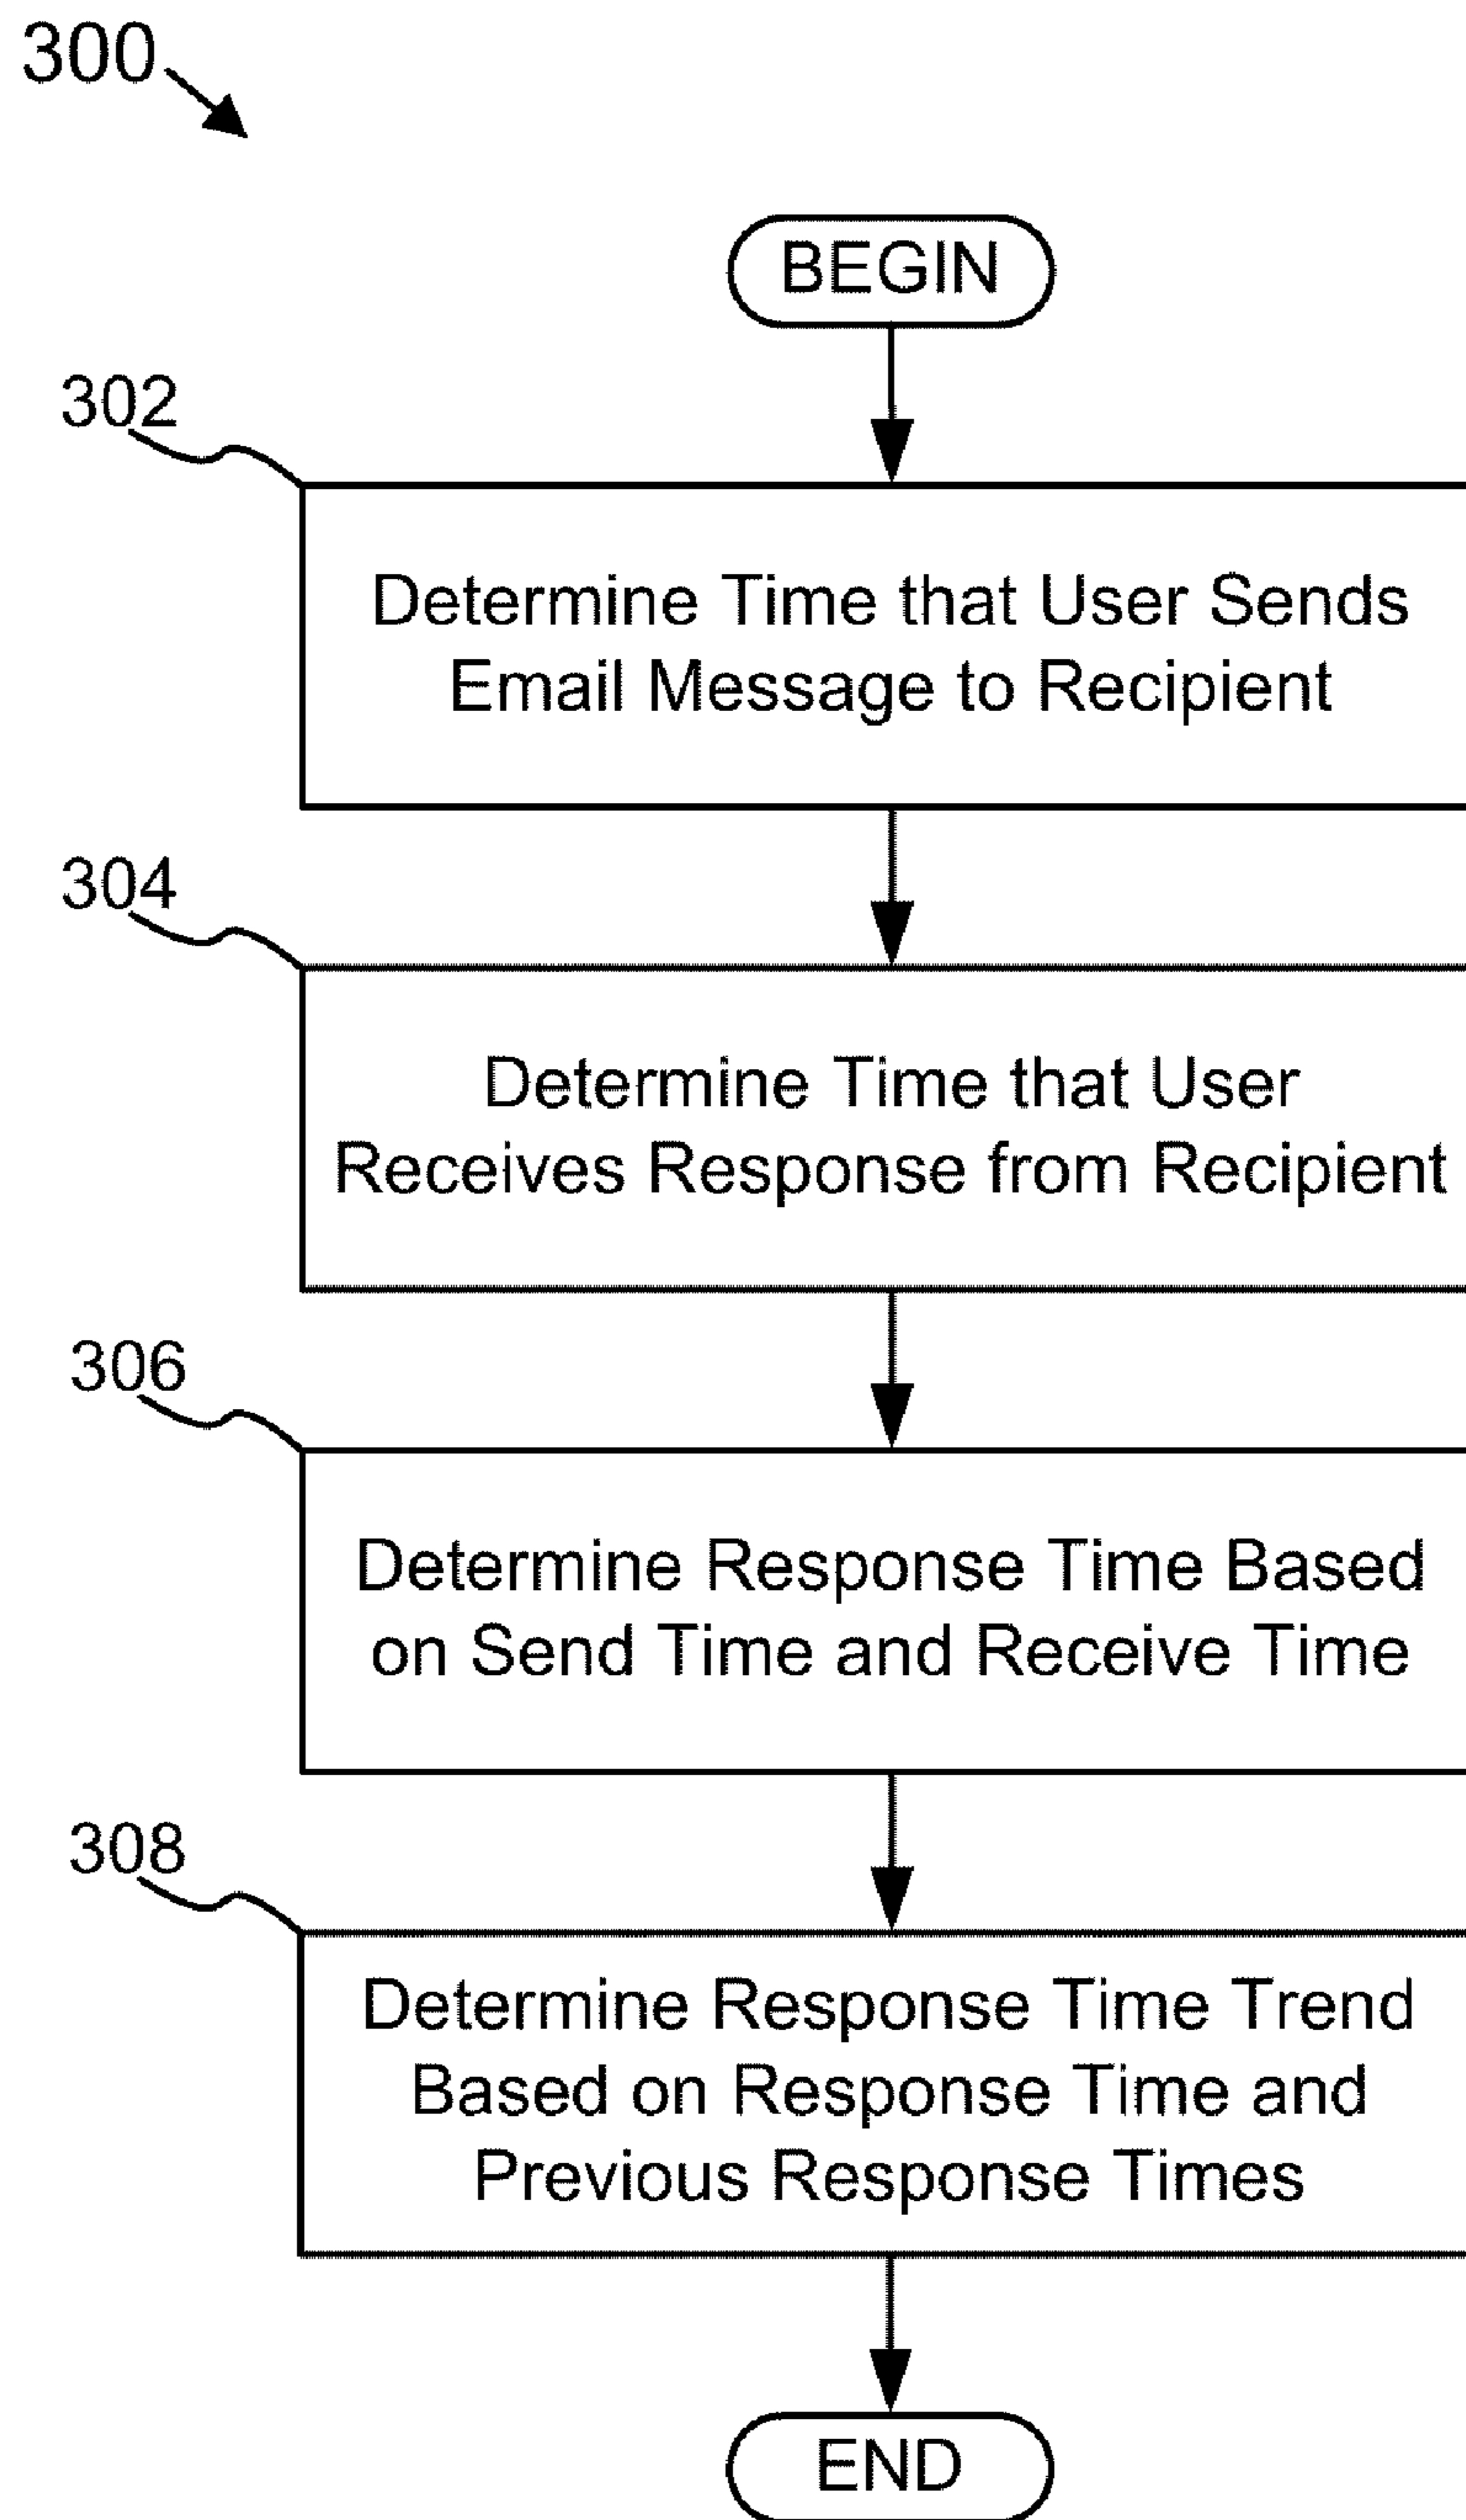 300
BEGIN
302
Determine Time that User Sends
Email Message to Recipient
304
Determine Time that User
Receives Response from Recipient
306
Determine Response Time Based
on Send Time and Receive Time
308
Determine Response Time Trend
Based on Response Time and
Previous Response Times
END